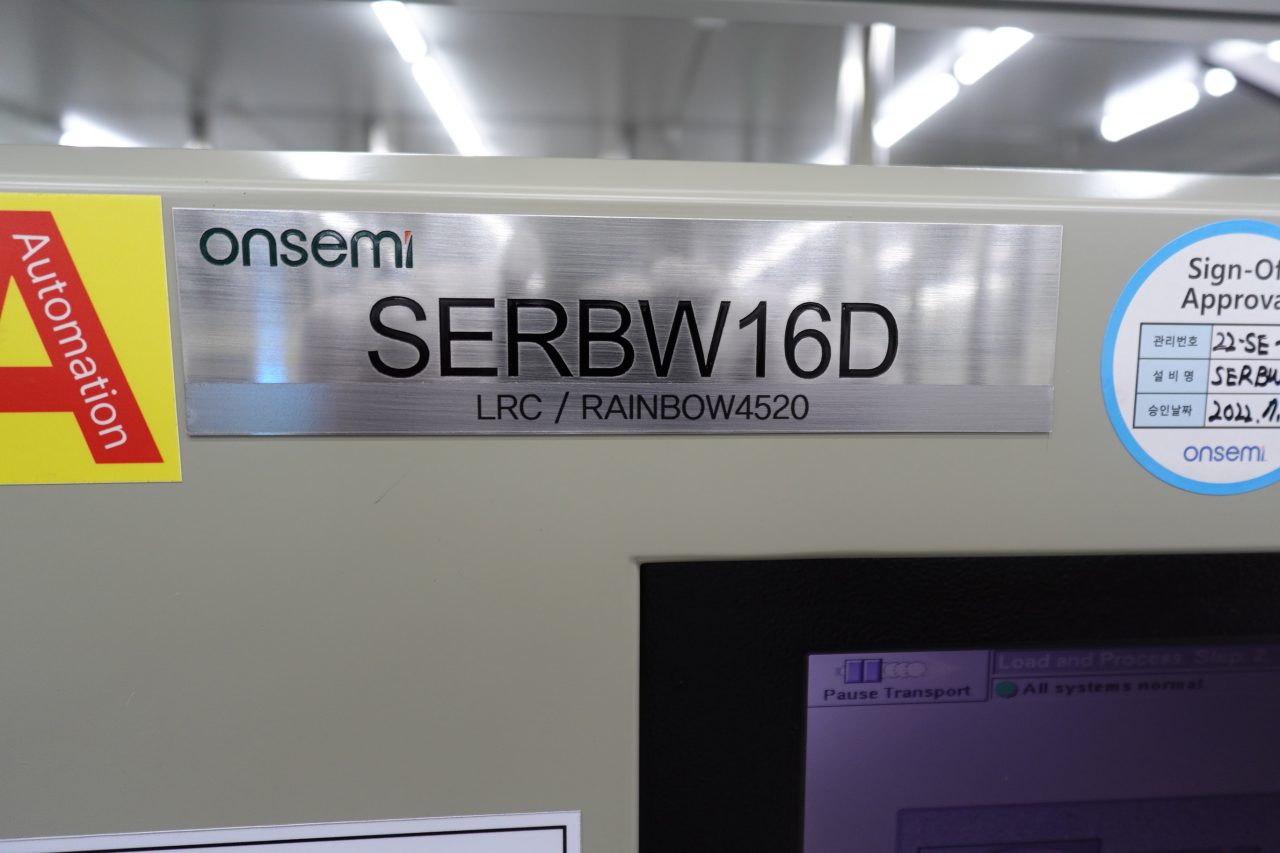 Automation
onsemi
SERBW16D
LRC / RAINBOW4520
Sign-Of
Approva
관리번호 22-SE-
설비명 SERBW
승인날짜 2022.
onsemi
Pause Transport
Load and Process, Stop,
All systems normal